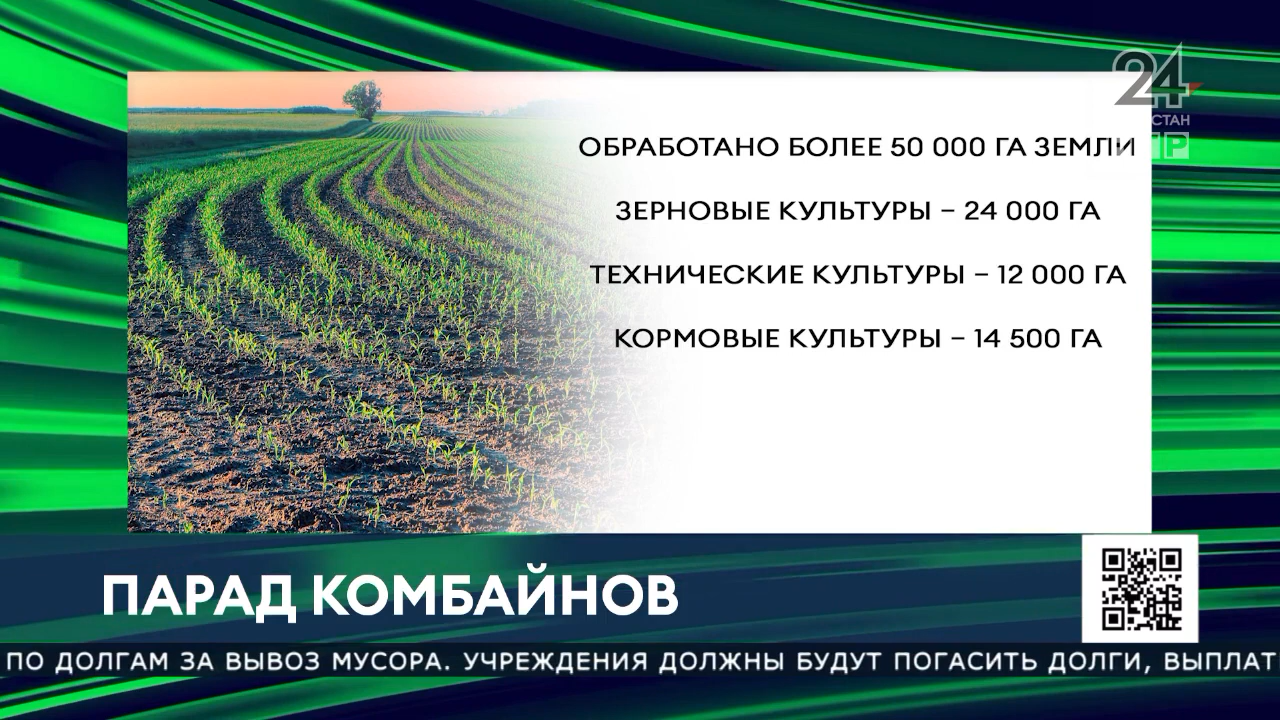 24
ОБРАБОТАНО БОЛЕЕ 50 000 ГА ЗЕМЛИ
ЗЕРНОВЫЕ КУЛЬТУРЫ – 24 000 ГА
ТЕХНИЧЕСКИЕ КУЛЬТУРЫ – 12 000 ГА
КОРМОВЫЕ КУЛЬТУРЫ – 14 500 ГА
ПАРАД КОМБАЙНОВ
ПО ДОЛГАМ ЗА ВЫВОЗ МУСОРА. УЧРЕЖДЕНИЯ ДОЛЖНЫ БУДУТ ПОГАСИТЬ ДОЛГИ, ВЫПЛАТ